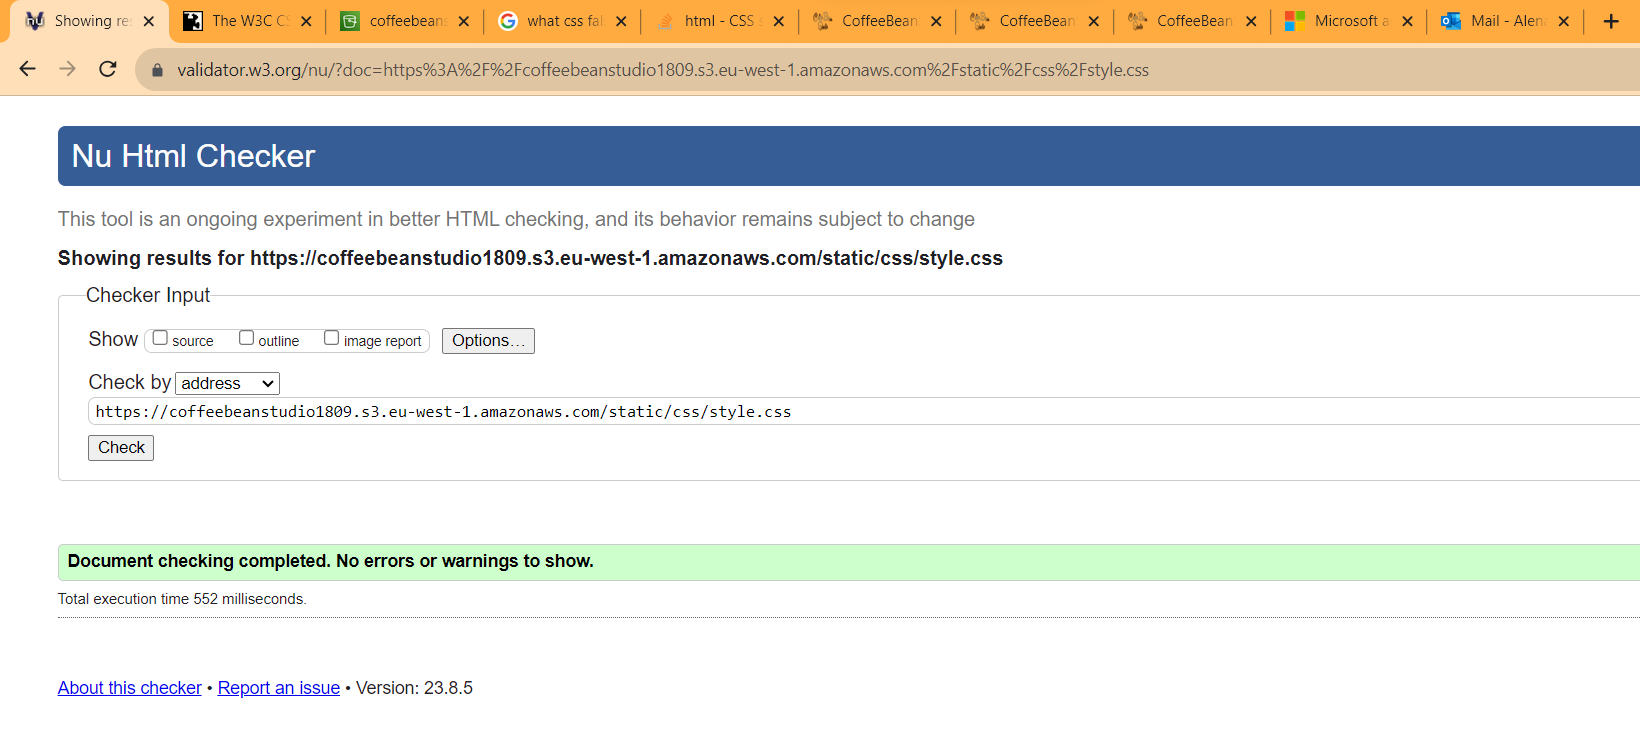 Showing re
The W3C CS
coffeebeans
what css fai
html - CSS s
CoffeeBean
CoffeeBean
CoffeeBean
Microsoft a
Mail - Alen
validator.w3.org/nu/?doc=https%3A%2F%2Fcoffeebeanstudio1809.s3.eu-west-1.amazonaws.com%2Fstatic%2Fcss%2Fstyle.css
Nu Html Checker
This tool is an ongoing experiment in better HTML checking, and its behavior remains subject to change
Showing results for https://coffeebeanstudio1809.s3.eu-west-1.amazonaws.com/static/css/style.css
Checker Input
Show source outline image report Options...
Check by address
https://coffeebeanstudio1809.s3.eu-west-1.amazonaws.com/static/css/style.css
Check
Document checking completed. No errors or warnings to show.
Total execution time 552 milliseconds.
About this checker • Report an issue • Version: 23.8.5